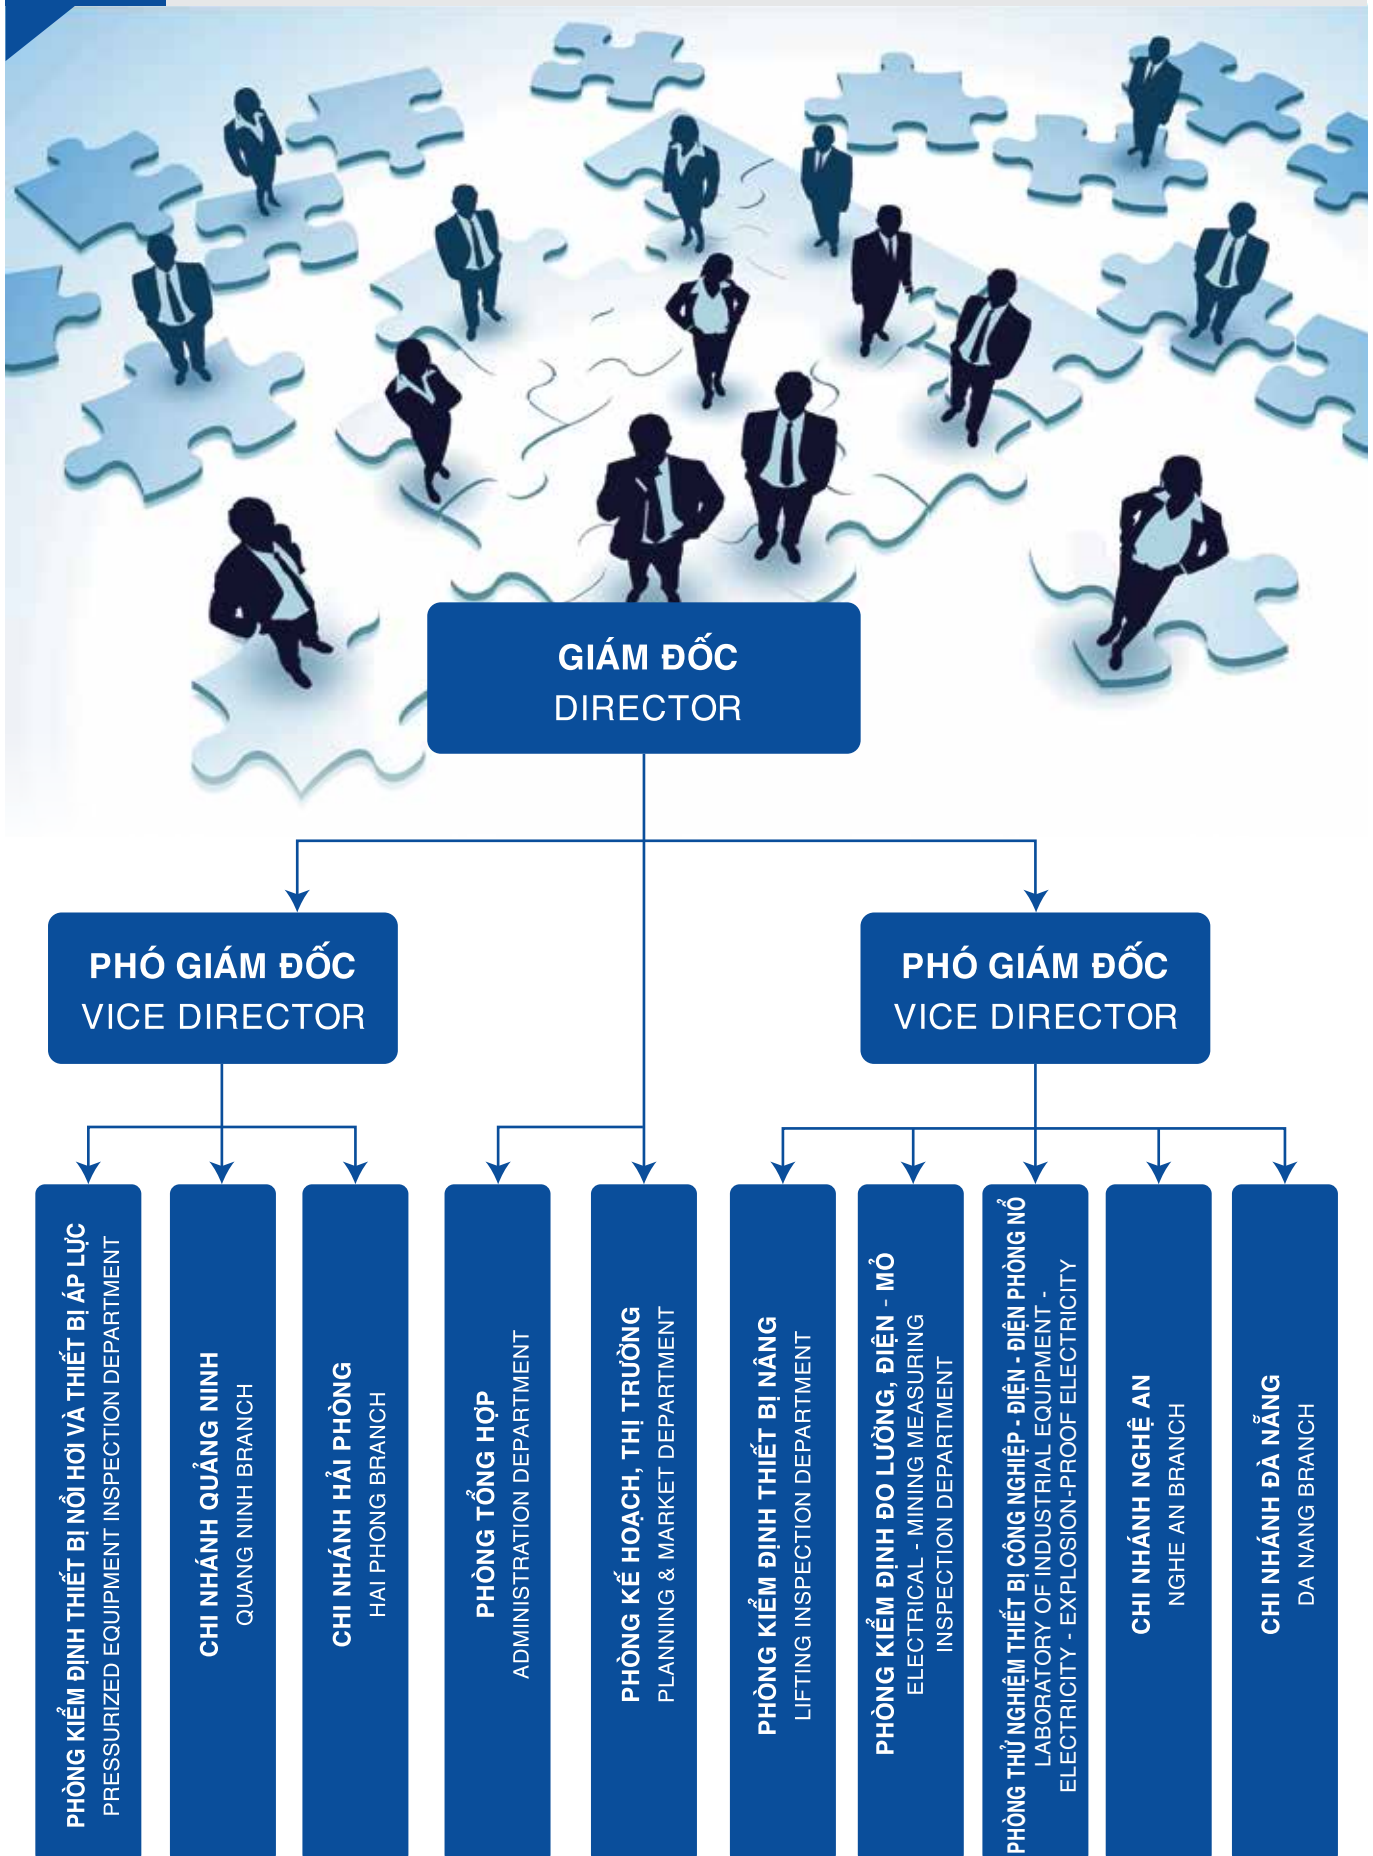 GIÁM ĐỐC
DIRECTOR
PHÓ GIÁM ĐỐC
VICE DIRECTOR
PHÓ GIÁM ĐỐC
VICE DIRECTOR
PHÒNG KIỂM ĐỊNH THIẾT BỊ NỒI HƠI VÀ THIẾT BỊ ÁP LỰC
PRESSURIZED EQUIPMENT INSPECTION DEPARTMENT
CHI NHÁNH QUẢNG NINH
QUANG NINH BRANCH
CHI NHÁNH HẢI PHÒNG
HAI PHONG BRANCH
PHÒNG TỔNG HỢP
ADMINISTRATION DEPARTMENT
PHÒNG KẾ HOẠCH, THỊ TRƯỜNG
PLANNING & MARKET DEPARTMENT
PHÒNG KIỂM ĐỊNH THIẾT BỊ NÂNG
LIFTING INSPECTION DEPARTMENT
PHÒNG KIỂM ĐỊNH ĐO LƯỜNG, ĐIỆN - MỎ
ELECTRICAL - MINING MEASURING
INSPECTION DEPARTMENT
PHÒNG THỬ NGHIỆM THIẾT BỊ CÔNG NGHIỆP - ĐIỆN - ĐIỆN PHÒNG NỔ
LABORATORY OF INDUSTRIAL EQUIPMENT -
ELECTRICITY - EXPLOSION-PROOF ELECTRICITY
CHI NHÁNH NGHỆ AN
NGHE AN BRANCH
CHI NHÁNH ĐÀ NẴNG
DA NANG BRANCH